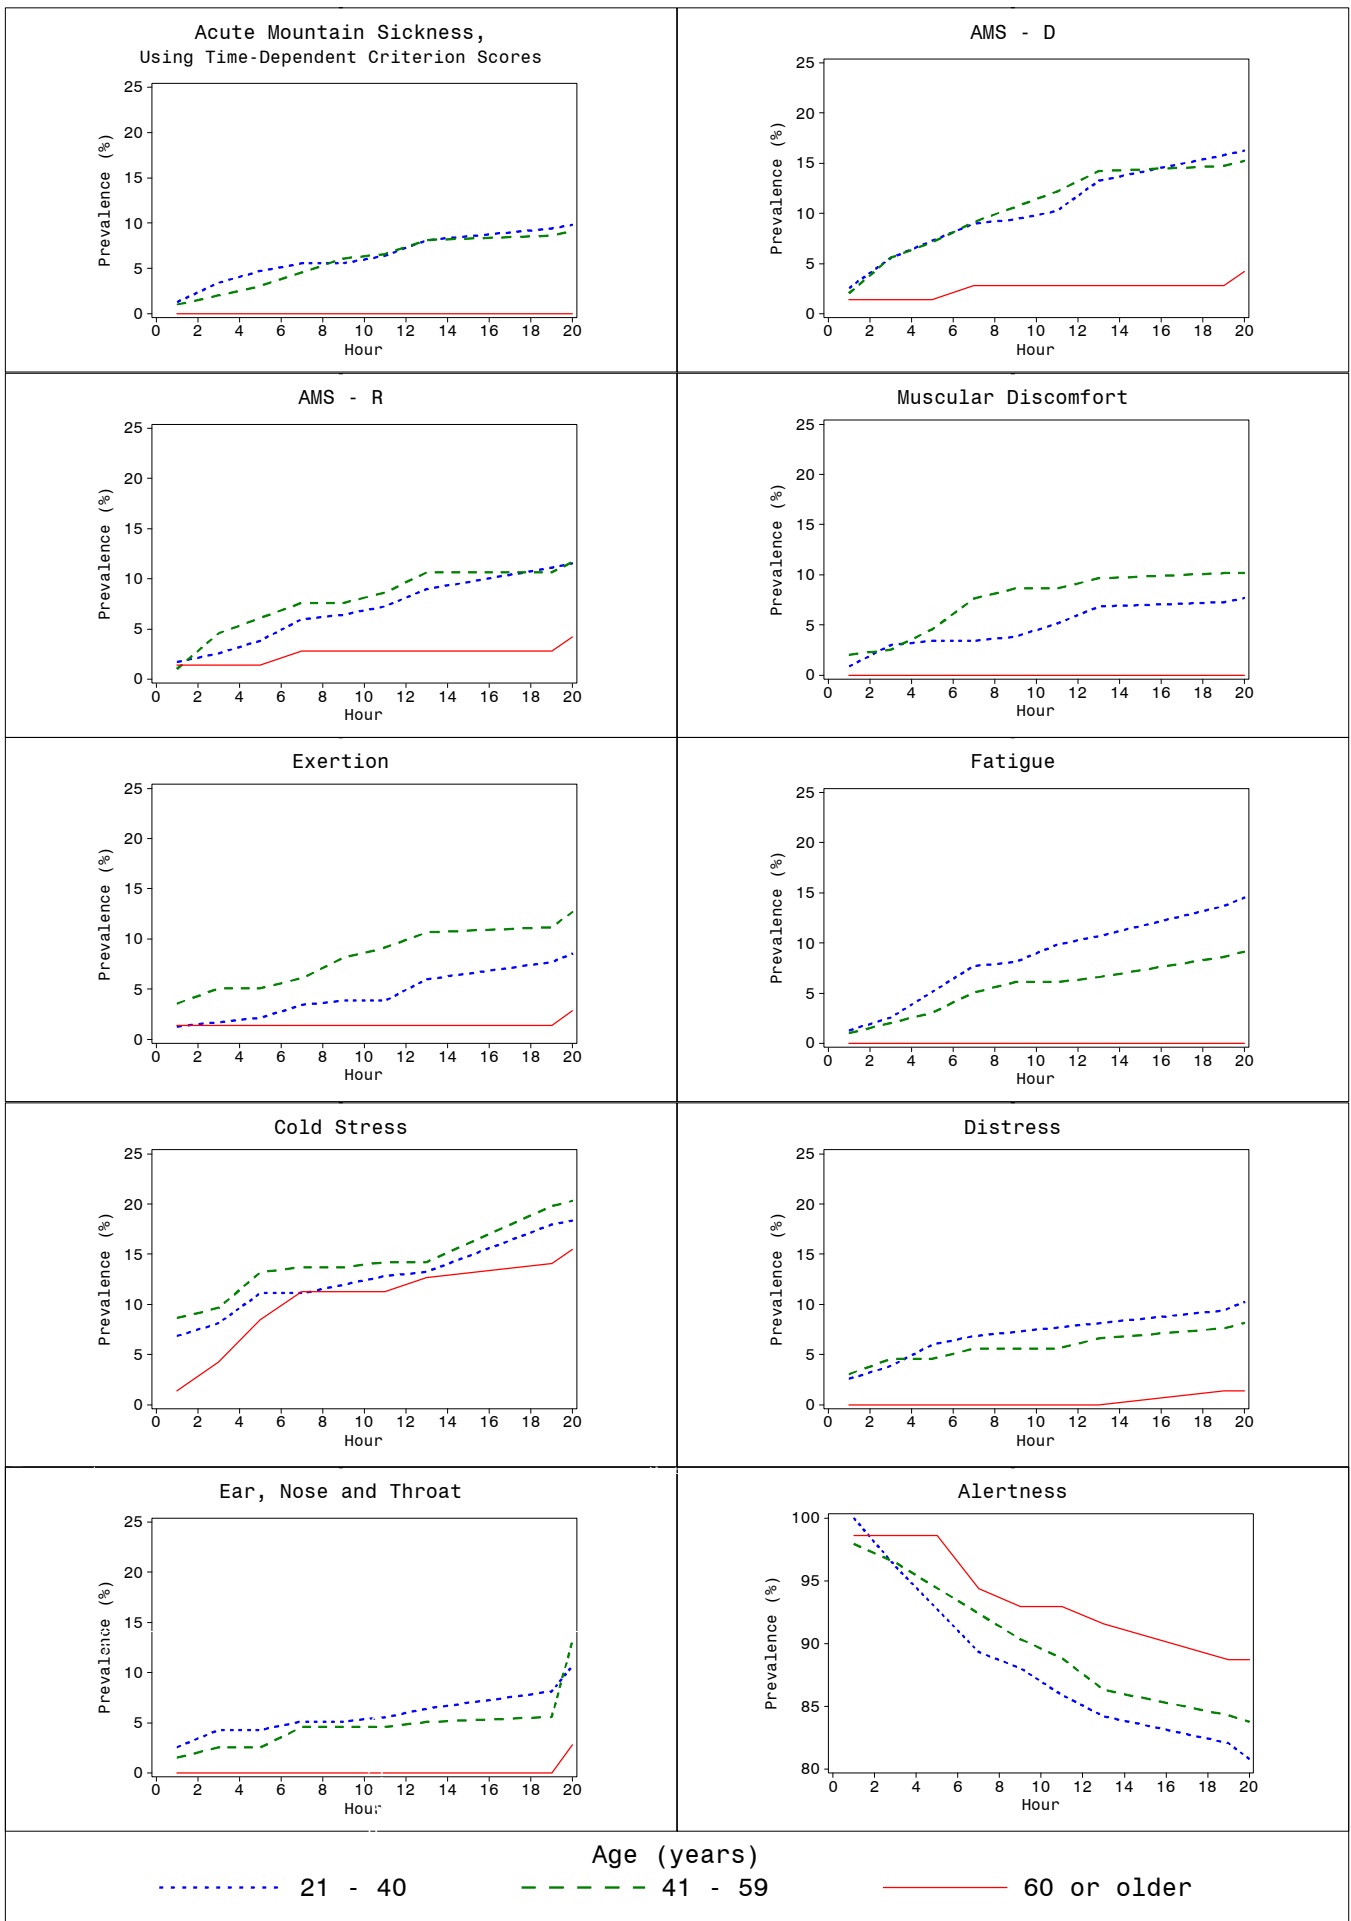 Acute Mountain Sickness,
Using Time-Dependent Criterion Scores
25
20
15
10
5
0
Prevalence (%)
0 2 4 6 8 10 12 14 16 18 20
Hour
AMS - D
25
20
15
10
5
0
Prevalence (%)
0 2 4 6 8 10 12 14 16 18 20
Hour
AMS - R
25
20
15
10
5
0
Prevalence (%)
0 2 4 6 8 10 12 14 16 18 20
Hour
Muscular Discomfort
25
20
15
10
5
0
Prevalence (%)
0 2 4 6 8 10 12 14 16 18 20
Hour
Exertion
25
20
15
10
5
0
Prevalence (%)
0 2 4 6 8 10 12 14 16 18 20
Hour
Fatigue
25
20
15
10
5
0
Prevalence (%)
0 2 4 6 8 10 12 14 16 18 20
Hour
Cold Stress
25
20
15
10
5
0
Prevalence (%)
0 2 4 6 8 10 12 14 16 18 20
Hour
Distress
25
20
15
10
5
0
Prevalence (%)
0 2 4 6 8 10 12 14 16 18 20
Hour
Ear, Nose and Throat
25
20
15
10
5
0
Prevalence (%)
0 2 4 6 8 10 12 14 16 18 20
Hour
Alertness
100
95
90
85
80
Prevalence (%)
0 2 4 6 8 10 12 14 16 18 20
Hour
Age (years)
21 - 40 41 - 59 60 or older